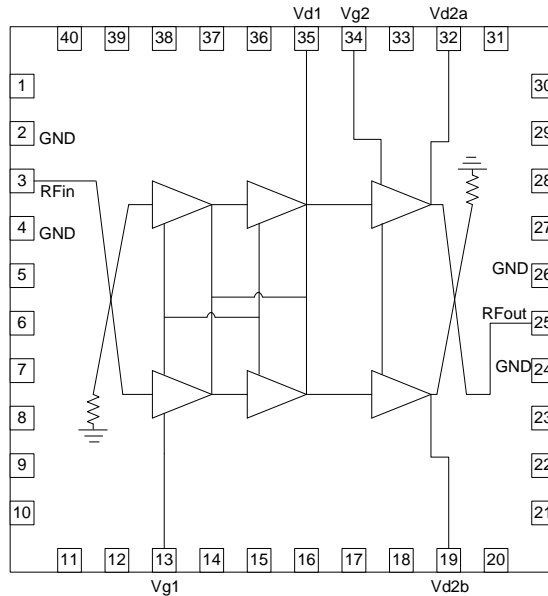 Vd1 Vg2 Vd2a
40 39 38 37 36 35 34 33 32 31
1 30
2 GND 29
3 RFin 28
4 GND 27
5 GND 26
6 RFout 25
7 GND 24
8 23
9 22
10 21
11 12 13 14 15 16 17 18 19 20
Vg1 Vd2b